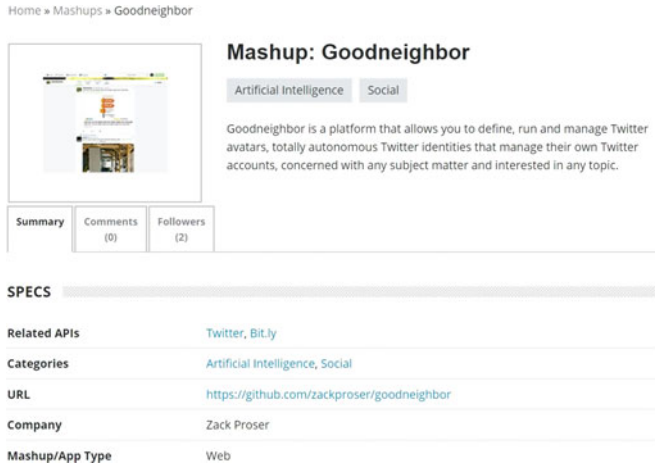 Home » Mashups » Goodneighbor
Mashup: Goodneighbor
Artificial Intelligence Social
Goodneighbor is a platform that allows you to define, run and manage Twitter
avatars, totally autonomous Twitter identities that manage their own Twitter
accounts, concerned with any subject matter and interested in any topic.
Summary Comments (0) Followers (2)
SPECS
Related APIs Twitter, Bit.ly
Categories Artificial Intelligence, Social
URL https://github.com/zackproser/goodneighbor
Company Zack Proser
Mashup/App Type Web